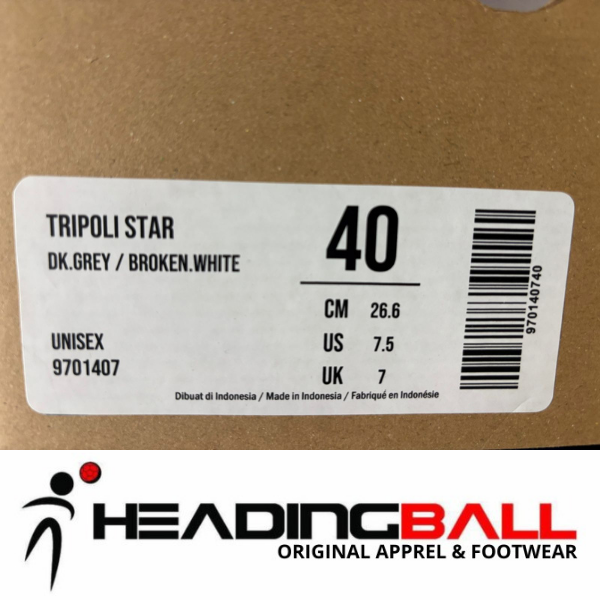 TRIPOLI STAR
DK.GREY / BROKEN.WHITE
UNISEX
9701407
40
CM 26.6
US 7.5
UK 7
Dibuat di Indonesia / Made in Indonesia / Fabriqué en Indonésie
970140740
HEADINGBALL
ORIGINAL APPREL & FOOTWEAR